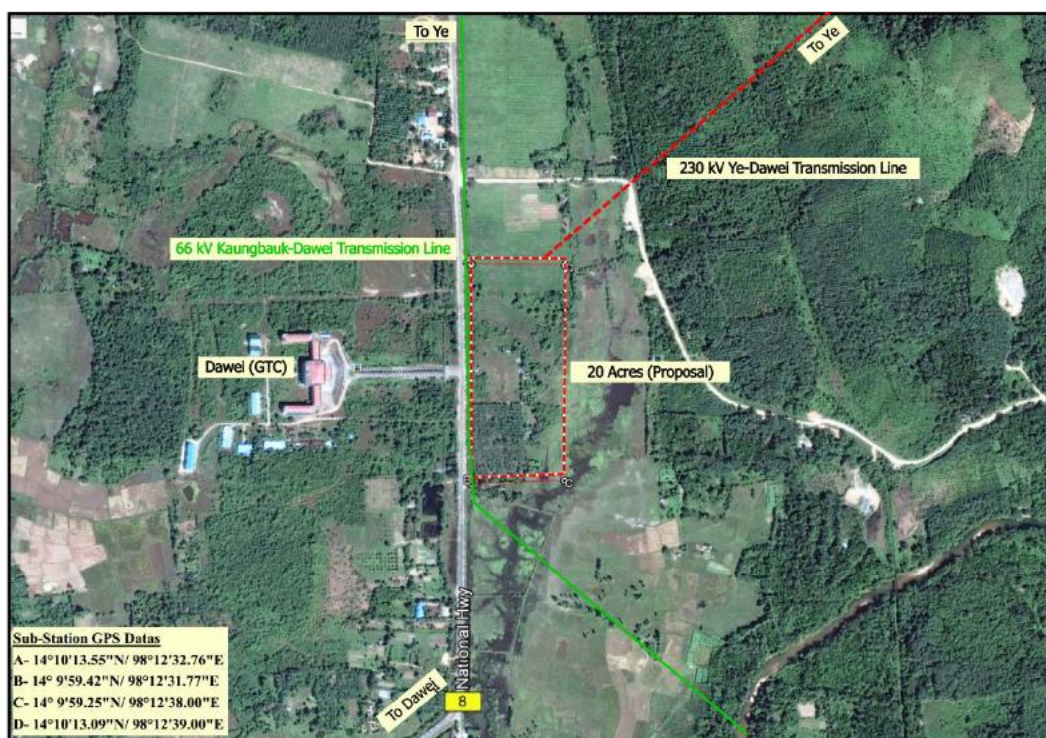 To Ye
To Ye
230 kV Ye-Dawei Transmission Line
66 kV Kaungbauk-Dawei Transmission Line
Dawei (GTC)
20 Acres (Proposal)
B
C
National Hwy
To Dawei
8
Sub-Station GPS Datas
A- 14°10'13.55"N/ 98°12'32.76"E
B- 14° 9'59.42"N/ 98°12'31.77"E
C- 14° 9'59.25"N/ 98°12'38.00"E
D- 14°10'13.09"N/ 98°12'39.00"E